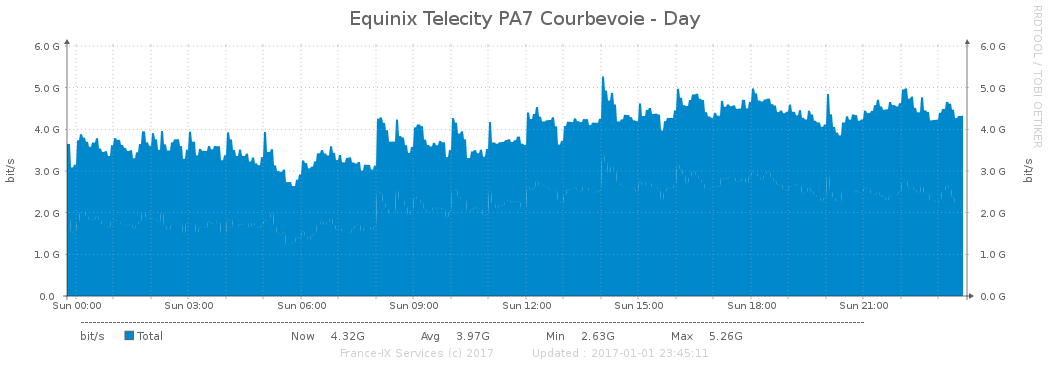 Equinix Telecity PA7 Courbevoie - Day
RRDTOOL / TOBI OETIKER
6.0 G 6.0 G
5.0 G 5.0 G
4.0 G 4.0 G
3.0 G 3.0 G
2.0 G 2.0 G
1.0 G 1.0 G
0.0 0.0 G
bit/s bit/s
Sun 00:00 Sun 03:00 Sun 06:00 Sun 09:00 Sun 12:00 Sun 15:00 Sun 18:00 Sun 21:00
bit/s Total Now 4.32G Avg 3.97G Min 2.63G Max 5.26G
France-IX Services (c) 2017 Updated : 2017-01-01 23:45:11